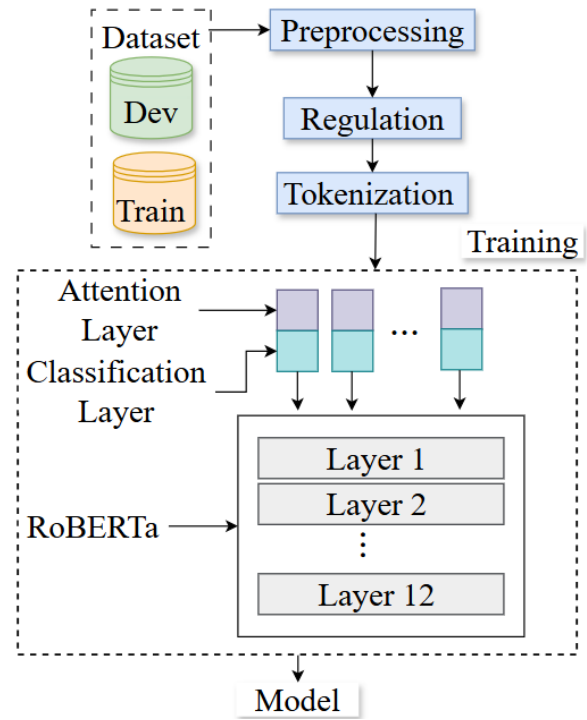 Dataset
Dev
Train
Preprocessing
Regulation
Tokenization
Training
Attention
Layer
Classification
Layer
...
RoBERTa
Layer 1
Layer 2
⋮
Layer 12
Model